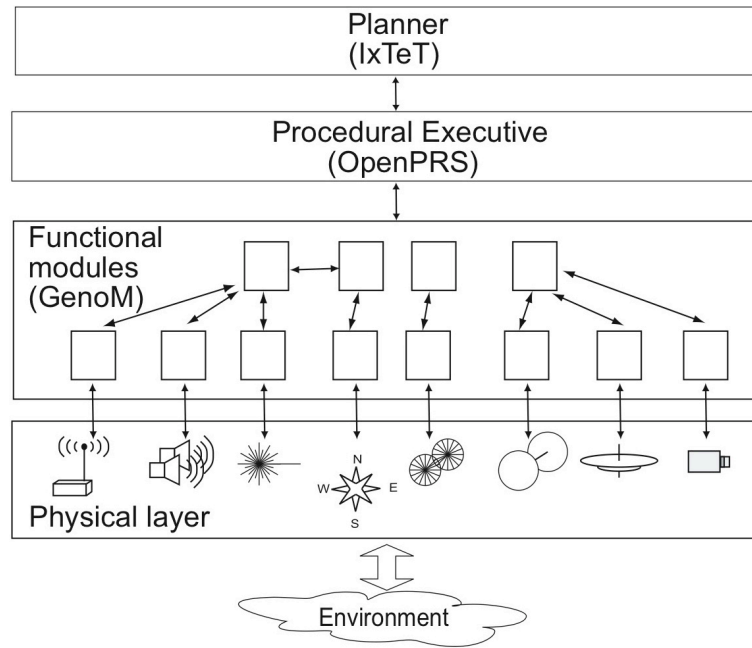 Planner
(IxTeT)
Procedural Executive
(OpenPRS)
Functional
modules
(GenoM)
N
W E
S
Physical layer
Environment